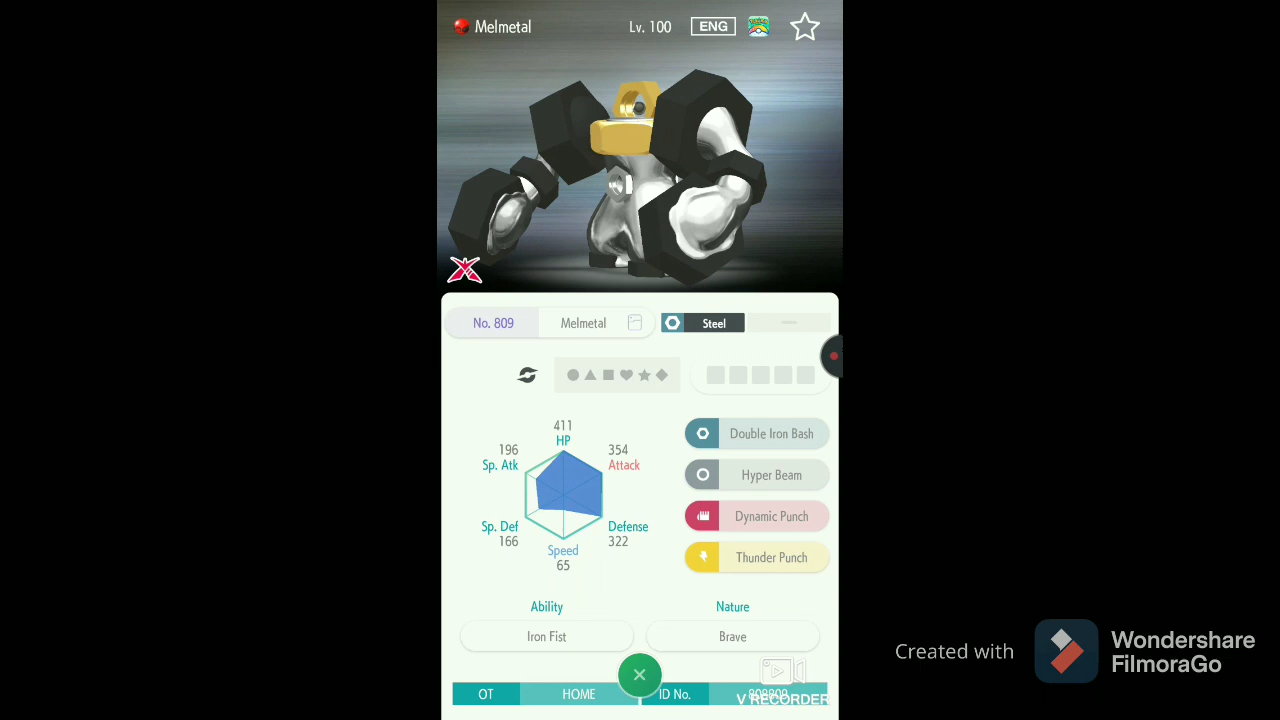 Melmetal Lv. 100 ENG
No. 809 Melmetal Steel
411
HP
196 354
Sp. Atk Attack
Sp. Def Defense
166 322
Speed
65
Double Iron Bash
Hyper Beam
Dynamic Punch
Thunder Punch
Ability Nature
Iron Fist Brave
OT HOME ID No.
V RECORDER
Created with Wondershare
FilmoraGo